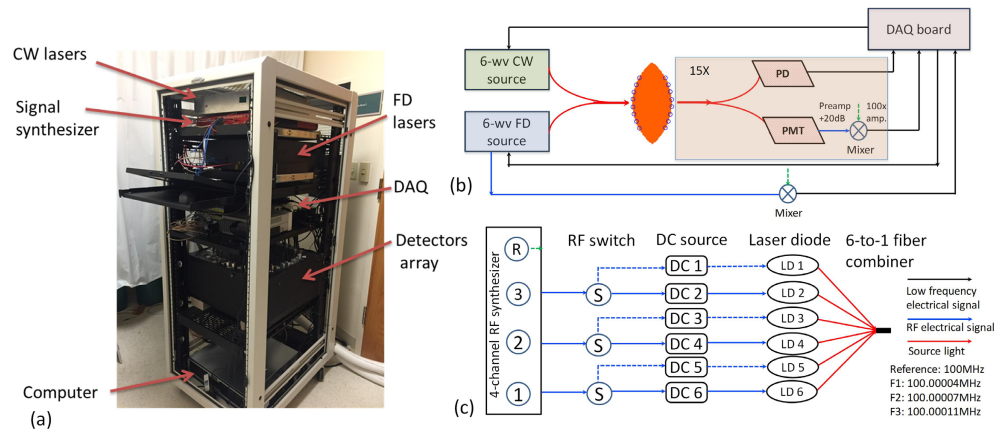 CW lasers
Signal
synthesizer
FD
lasers
DAQ
Detectors
array
Computer
(a)
DAQ board
6-wv CW
source
6-wv FD
source
15X
PD
Preamp
+20dB
100x
amp.
PMT
Mixer
Mixer
(b)
4-channel RF synthesizer
RF switch
DC source
Laser diode
6-to-1 fiber
combiner
R
3
2
1
S
S
S
DC 1
DC 2
DC 3
DC 4
DC 5
DC 6
LD 1
LD 2
LD 3
LD 4
LD 5
LD 6
Low frequency
electrical signal
RF electrical signal
Source light
Reference: 100MHz
F1: 100.00004MHz
F2: 100.00007MHz
F3: 100.00011MHz
(c)